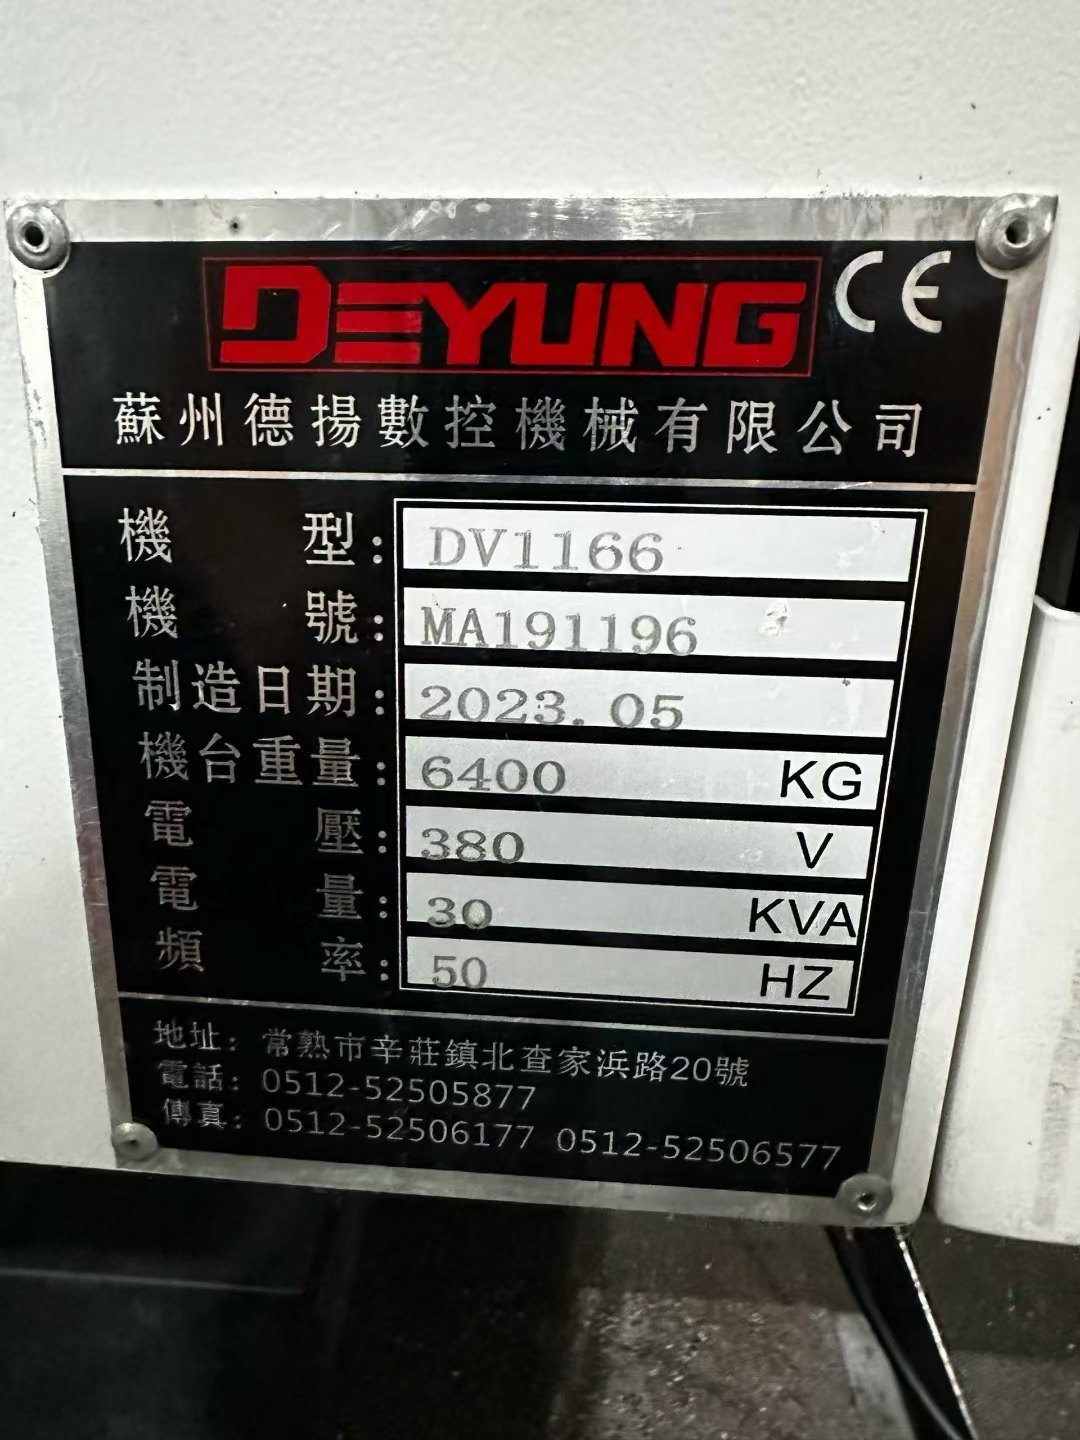 DEYUNG CE
蘇州德揚數控機械有限公司
機型: DV1166
機號: MA191196
制造日期: 2023.05
機台重量: 6400 KG
電壓: 380 V
電量: 30 KVA
頻率: 50 HZ
地址: 常熟市辛莊鎮北查家浜路20號
電話: 0512-52505877
傳真: 0512-52506177 0512-52506577